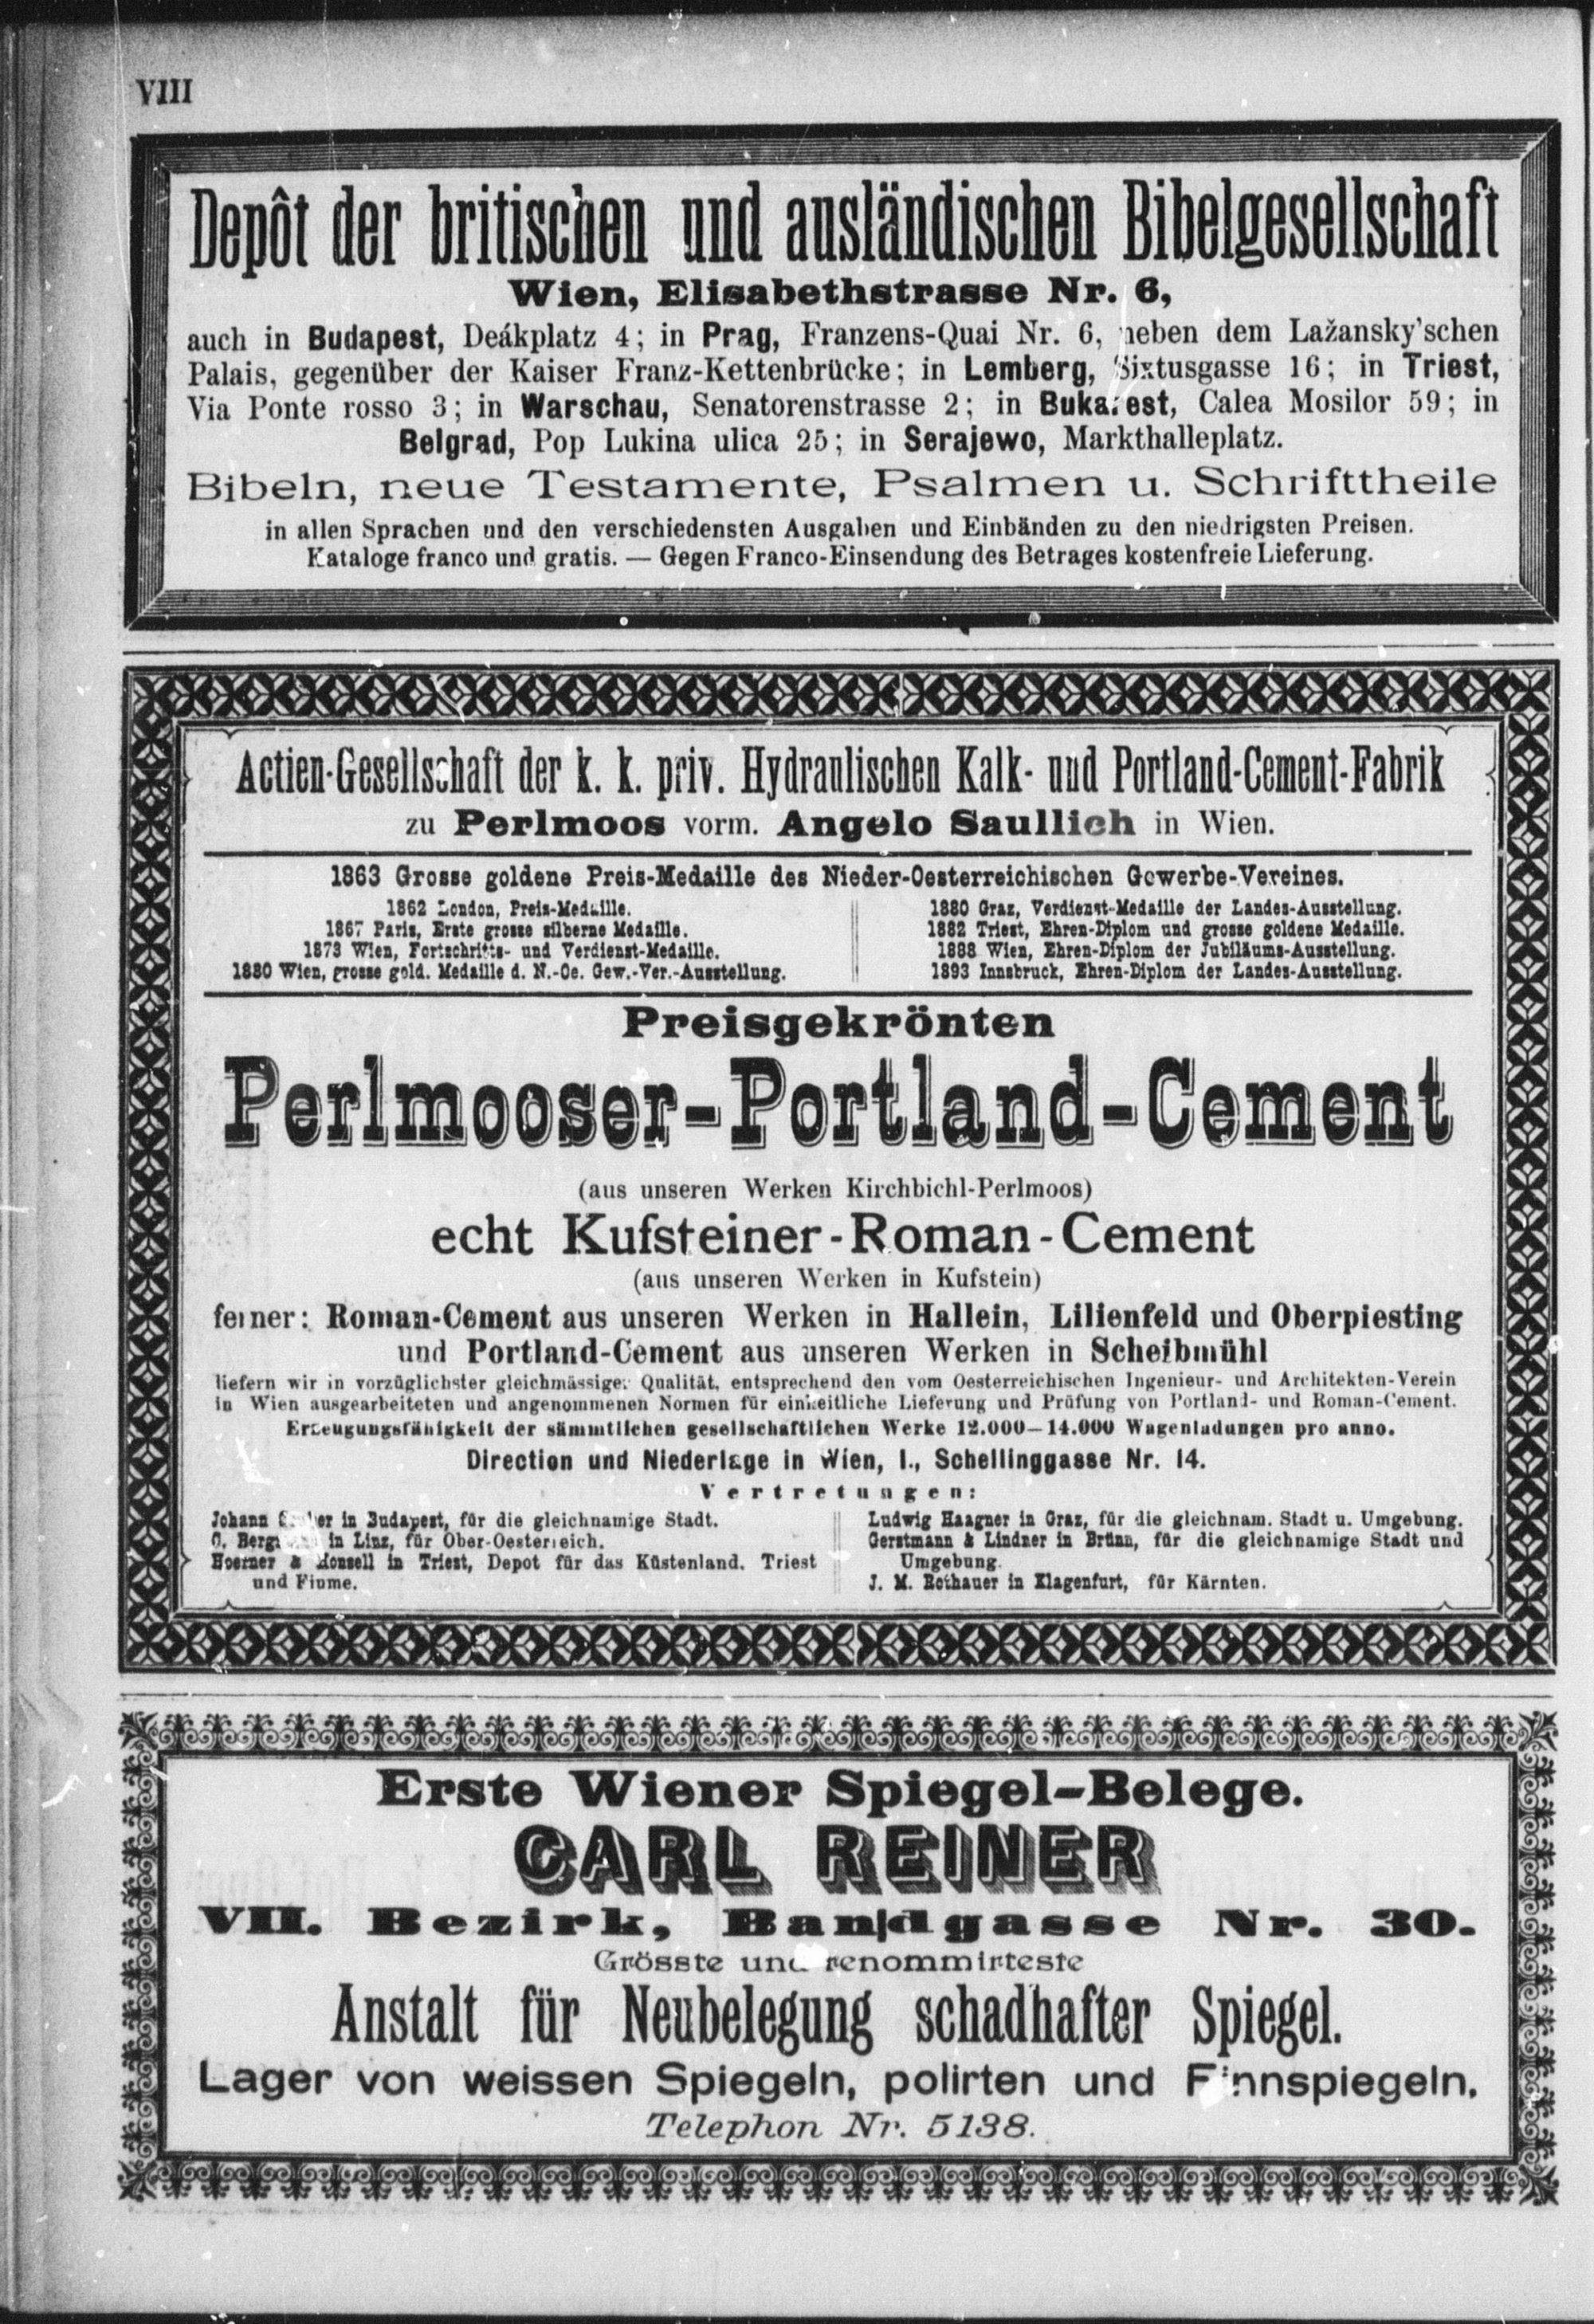 VIII
Depôt der britischen und ausländischen Bibelgesellschaft
Wien, Elisabethstrasse Nr. 6,
auch in Budapest, Deákplatz 4; in Prag, Franzens-Quai Nr. 6, neben dem Lažansky'schen
Palais, gegenüber der Kaiser Franz-Kettenbrücke; in Lemberg, Sixtusgasse 16; in Triest,
Via Ponte rosso 3; in Warschau, Senatorenstrasse 2; in Bukarest, Calea Mosilor 59; in
Belgrad, Pop Lukina ulica 25; in Serajewo, Markthalleplatz.
Bibeln, neue Testamente, Psalmen u. Schrifttheile
in allen Sprachen und den verschiedensten Ausgaben und Einbänden zu den niedrigsten Preisen.
Kataloge franco und gratis. — Gegen Franco-Einsendung des Betrages kostenfreie Lieferung.
Actien-Gesellschaft der k. k. priv. Hydraulischen Kalk- und Portland-Cement-Fabrik
zu Perlmoos vorm. Angelo Saullich in Wien.
1863 Grosse goldene Preis-Medaille des Nieder-Oesterreichischen Gewerbe-Vereines.
1862 London, Preis-Medaille.
1867 Paris, Erste grosse silberne Medaille.
1873 Wien, Fortschritts- und Verdienst-Medaille.
1880 Wien, grosse gold. Medaille d. N.-Oe. Gew.-Ver.-Ausstellung.
1880 Graz, Verdienst-Medaille der Landes-Ausstellung.
1882 Triest, Ehren-Diplom und grosse goldene Medaille.
1888 Wien, Ehren-Diplom der Jubiläums-Ausstellung.
1893 Innsbruck, Ehren-Diplom der Landes-Ausstellung.
Preisgekrönten
Perlmooser-Portland-Cement
(aus unseren Werken Kirchbichl-Perlmoos)
echt Kufsteiner-Roman-Cement
(aus unseren Werken in Kufstein)
ferner: Roman-Cement aus unseren Werken in Hallein, Lilienfeld und Oberpiesting
und Portland-Cement aus unseren Werken in Scheibmühl
liefern wir in vorzüglichster gleichmässiger Qualität, entsprechend den vom Oesterreichischen Ingenieur- und Architekten-Verein
in Wien ausgearbeiteten und angenommenen Normen für einheitliche Lieferung und Prüfung von Portland- und Roman-Cement.
Erzeugungsfähigkeit der sämmtlichen gesellschaftlichen Werke 12.000—14.000 Wagenladungen pro anno.
Direction und Niederlage in Wien, I., Schellinggasse Nr. 14.
Vertretungen:
Johann in Budapest, für die gleichnamige Stadt.
in Linz, für Ober-Oesterreich.
Hoerner & Honsell in Triest, Depot für das Küstenland, Triest
und Fiume.
Ludwig Haagner in Graz, für die gleichnam. Stadt u. Umgebung.
Gerstmann & Lindner in Brünn, für die gleichnamige Stadt und
Umgebung.
J. M. Rothauer in Klagenfurt, für Kärnten.
Erste Wiener Spiegel-Belege.
CARL REINER
VII. Bezirk, Bandgasse Nr. 30.
Grösste und renommirteste
Anstalt für Neubelegung schadhafter Spiegel.
Lager von weissen Spiegeln, polirten und Finnspiegeln.
Telephon Nr. 5138.